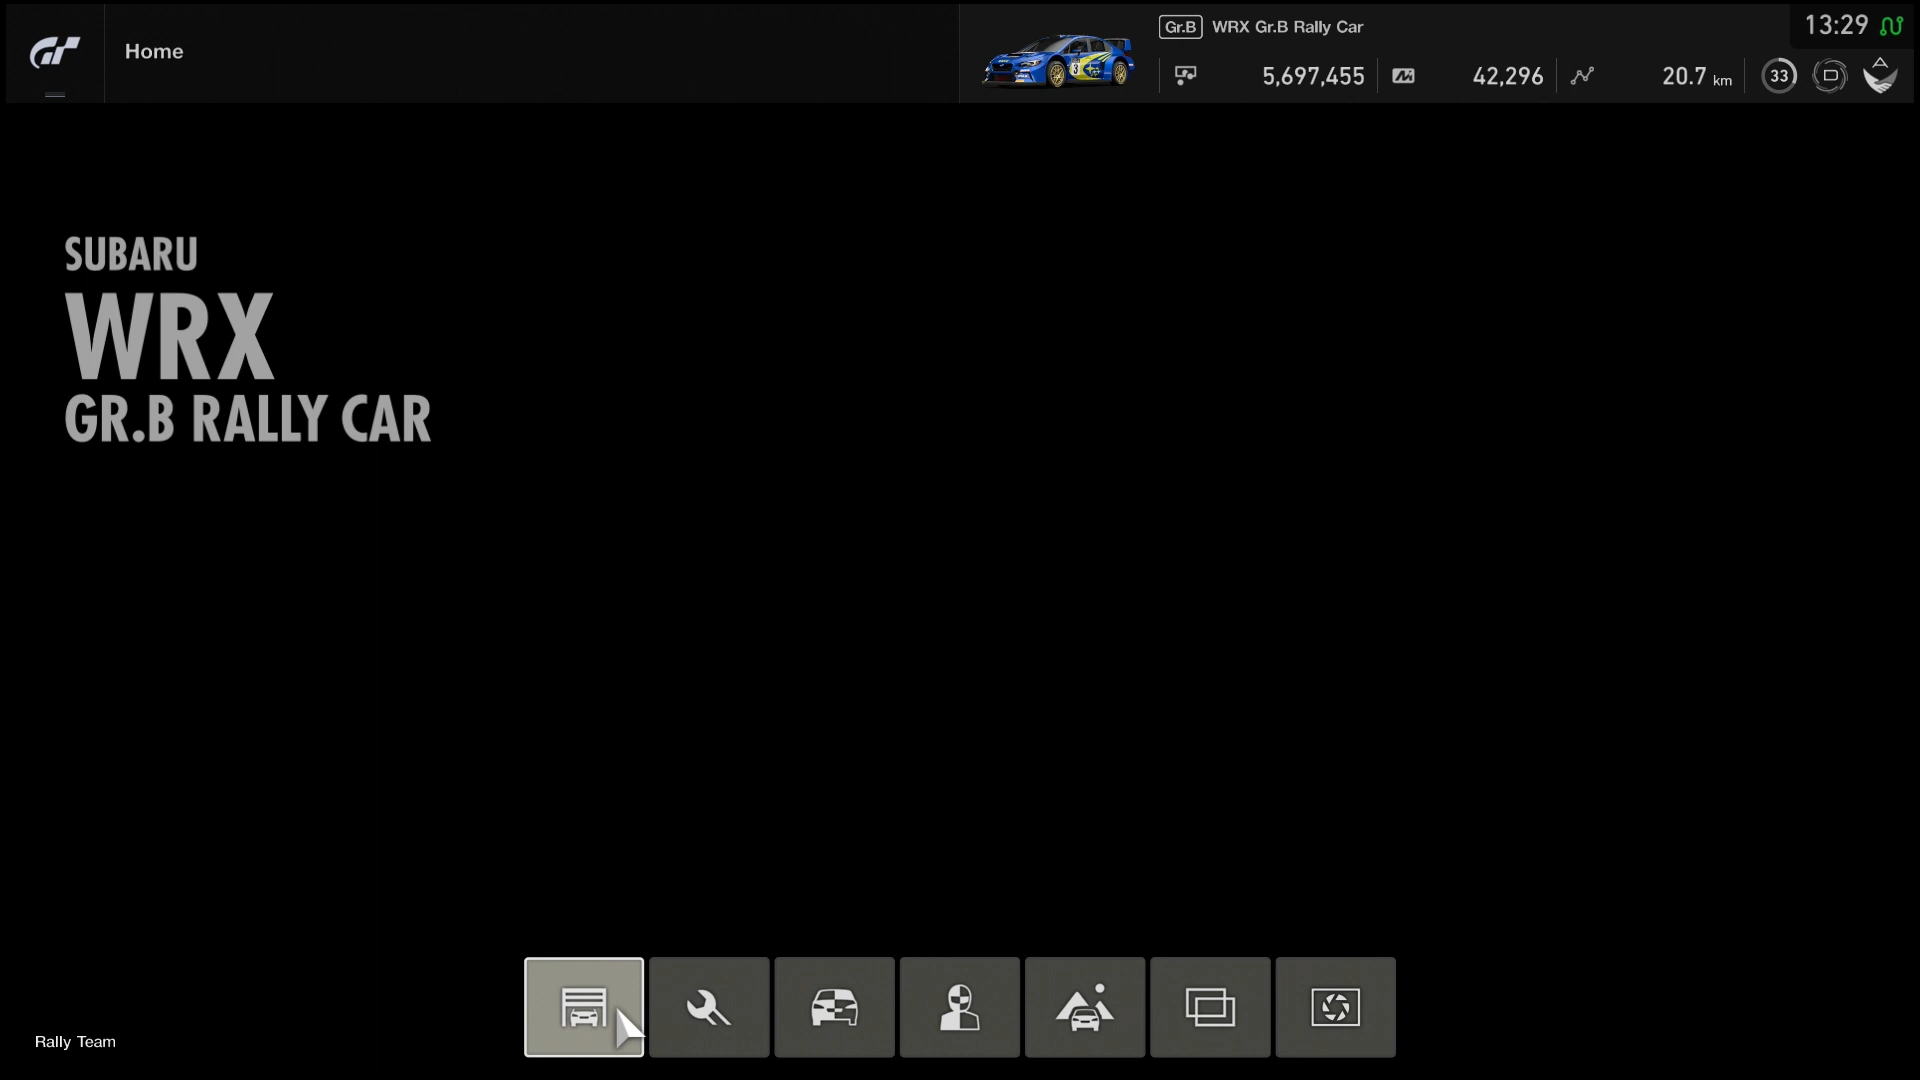 Home
Gr.B WRX Gr.B Rally Car
13:29
5,697,455
42,296
20.7 km
33
D
A
SUBARU
WRX
GR.B RALLY CAR
Rally Team